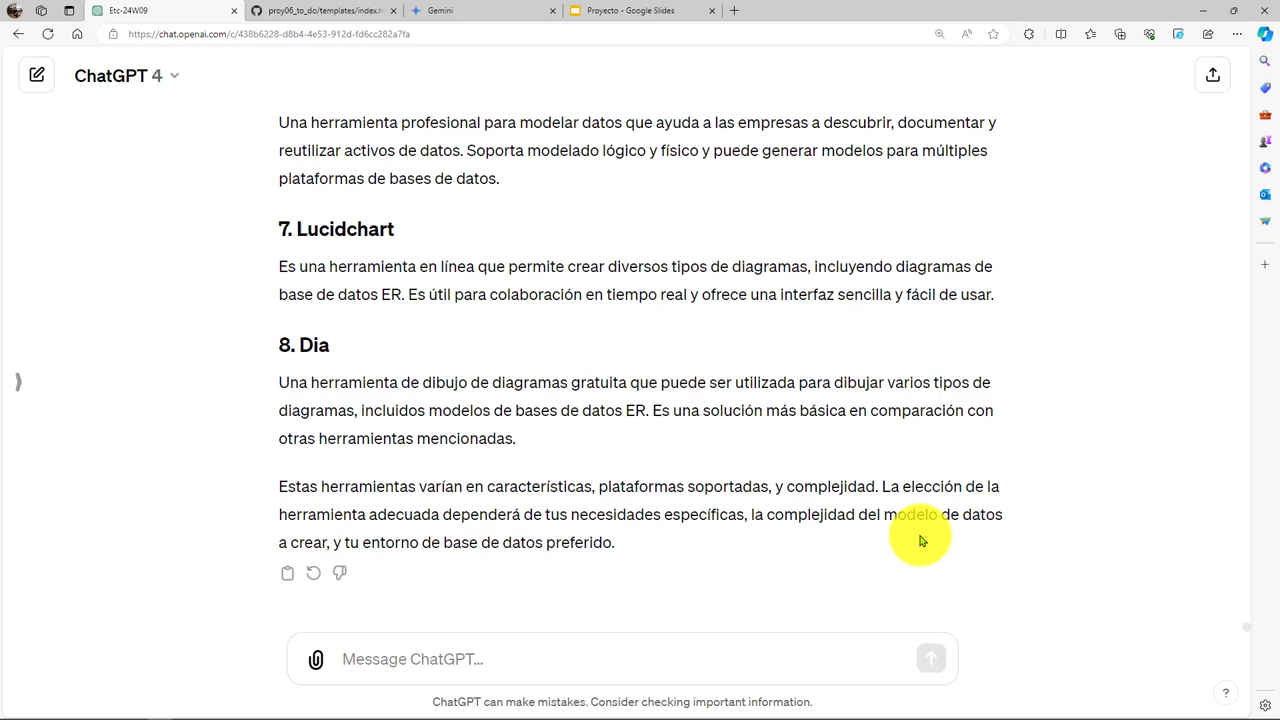 Etc-24W09
proy06_to_do/templates/index.h
Gemini
Proyecto - Google Slides
https://chat.openai.com/c/438b6228-d8b4-4e53-912d-fd6cc282a7fa
ChatGPT 4
Una herramienta profesional para modelar datos que ayuda a las empresas a descubrir, documentar y
reutilizar activos de datos. Soporta modelado lógico y físico y puede generar modelos para múltiples
plataformas de bases de datos.
7. Lucidchart
Es una herramienta en línea que permite crear diversos tipos de diagramas, incluyendo diagramas de
base de datos ER. Es útil para colaboración en tiempo real y ofrece una interfaz sencilla y fácil de usar.
8. Dia
Una herramienta de dibujo de diagramas gratuita que puede ser utilizada para dibujar varios tipos de
diagramas, incluidos modelos de bases de datos ER. Es una solución más básica en comparación con
otras herramientas mencionadas.
Estas herramientas varían en características, plataformas soportadas, y complejidad. La elección de la
herramienta adecuada dependerá de tus necesidades específicas, la complejidad del modelo de datos
a crear, y tu entorno de base de datos preferido.
Message ChatGPT...
ChatGPT can make mistakes. Consider checking important information.
?